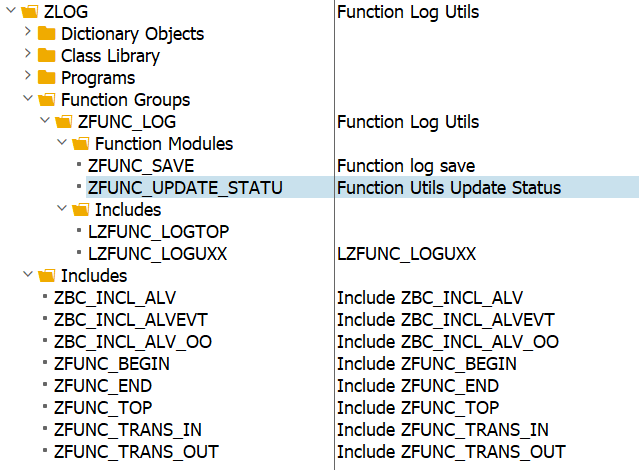 ZLOG Function Log Utils
Dictionary Objects
Class Library
Programs
Function Groups
ZFUNC_LOG Function Log Utils
Function Modules
ZFUNC_SAVE Function log save
ZFUNC_UPDATE_STATU Function Utils Update Status
Includes
LZFUNC_LOGTOP
LZFUNC_LOGUXX LZFUNC_LOGUXX
Includes
ZBC_INCL_ALV Include ZBC_INCL_ALV
ZBC_INCL_ALVEVT Include ZBC_INCL_ALVEVT
ZBC_INCL_ALV_OO Include ZBC_INCL_ALV_OO
ZFUNC_BEGIN Include ZFUNC_BEGIN
ZFUNC_END Include ZFUNC_END
ZFUNC_TOP Include ZFUNC_TOP
ZFUNC_TRANS_IN Include ZFUNC_TRANS_IN
ZFUNC_TRANS_OUT Include ZFUNC_TRANS_OUT